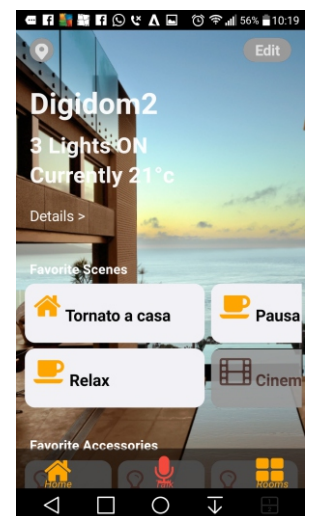 56% 10:19
Edit
Digidom2
3 Lights ON
Currently 21°c
Details >
Favorite Scenes
Tornato a casa
Pausa
Relax
Cinem
Favorite Accessories
Home
Talk
Rooms